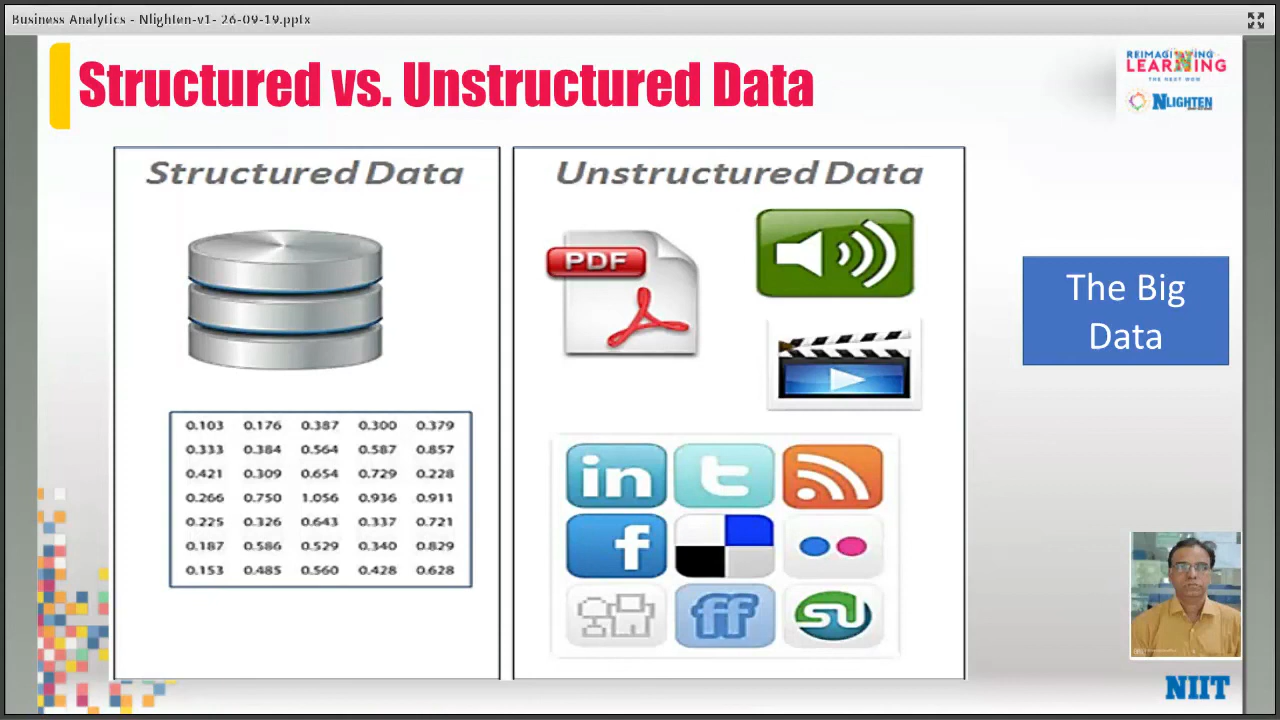 Business Analytics - Nlighten-v1- 26-09-19.pptx
Structured vs. Unstructured Data
REIMAGINING
LEARNING
THE NEXT WOW
NLIGHTEN
Structured Data
Unstructured Data
PDF
The Big
Data
0.103 0.176 0.387 0.300 0.379
0.333 0.384 0.564 0.587 0.857
0.421 0.309 0.654 0.729 0.228
0.266 0.750 1.056 0.936 0.911
0.225 0.326 0.643 0.337 0.721
0.187 0.586 0.529 0.340 0.829
0.153 0.485 0.560 0.428 0.628
in t
f
ff
NIIT